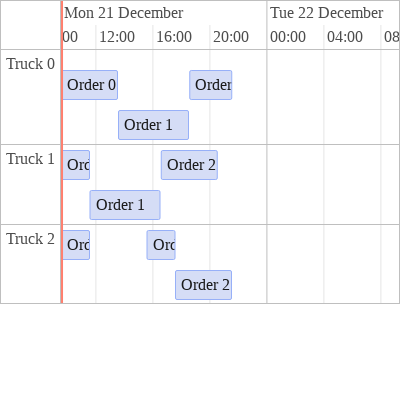 Mon 21 December Tue 22 December
00 12:00 16:00 20:00 00:00 04:00 08
Truck 0
Order 0 Order
Order 1
Truck 1
Ord Order 2
Order 1
Truck 2
Ord Ord
Order 2